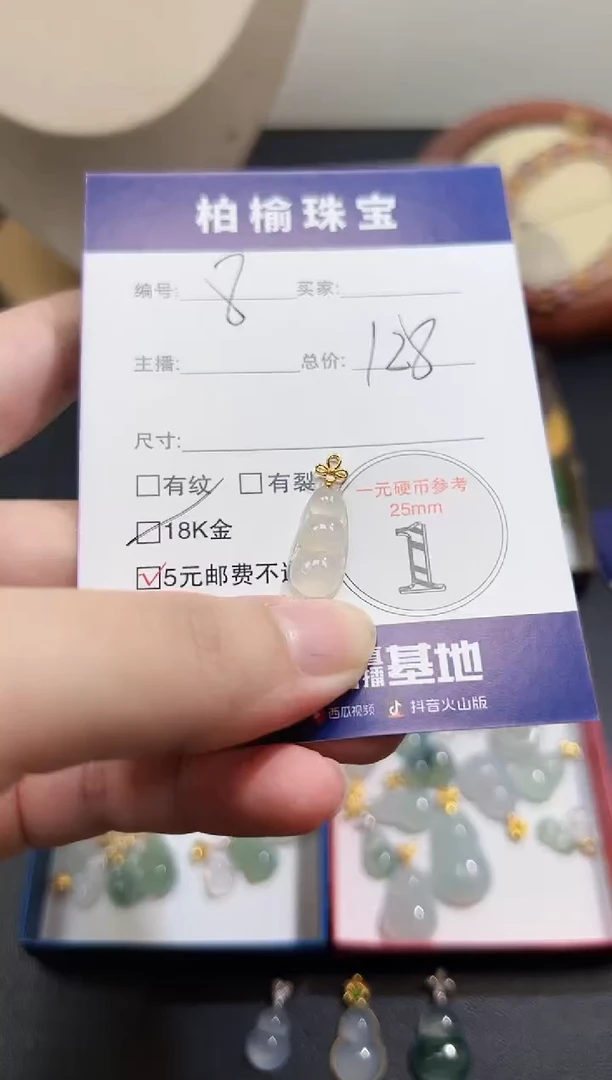 柏榆珠宝
编号: 8 买家:
主播: 总价: 128
尺寸:
有纹 有裂
一元硬币参考
25mm
1
18K金
5元邮费不
播基地
西瓜视频 抖音火山版